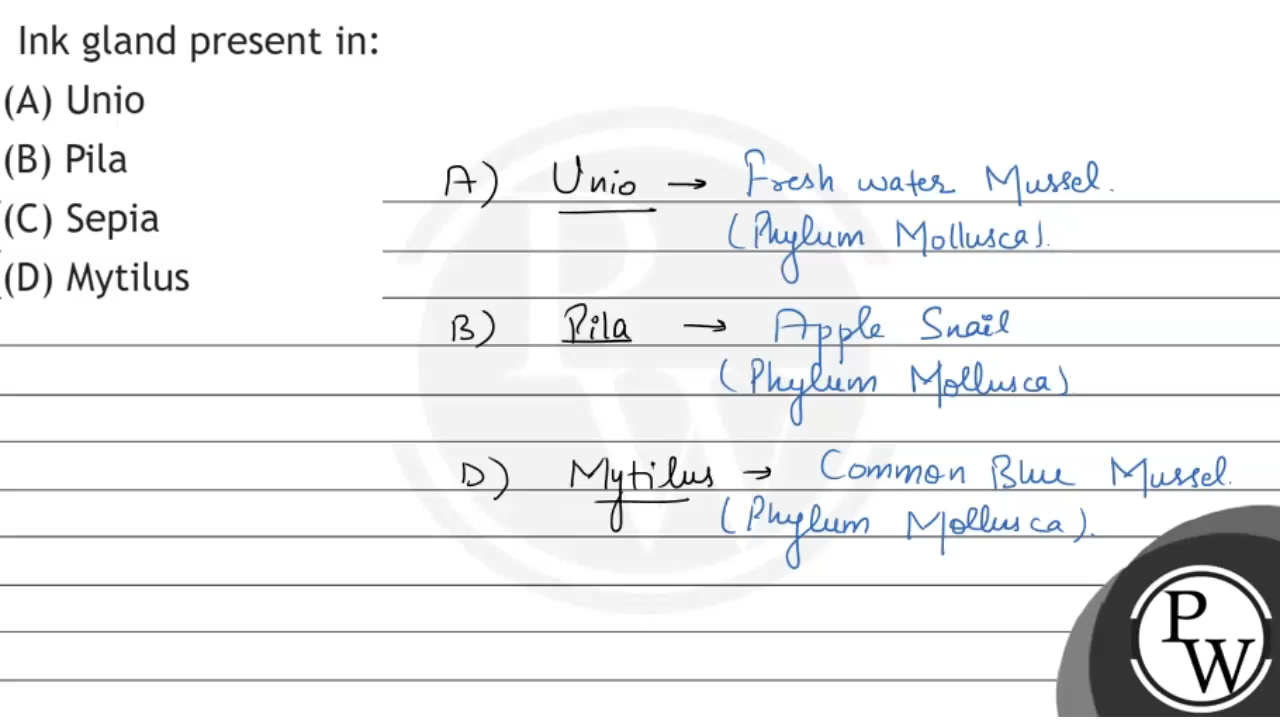 Ink gland present in:
(A) Unio
(B) Pila
(C) Sepia
(D) Mytilus
A) Unio → Fresh water Mussel.
(Phylum Mollusca).
B) Pila → Apple Snail
(Phylum Mollusca)
D) Mytilus → Common Blue Mussel.
(Phylum Mollusca).
PW
PW